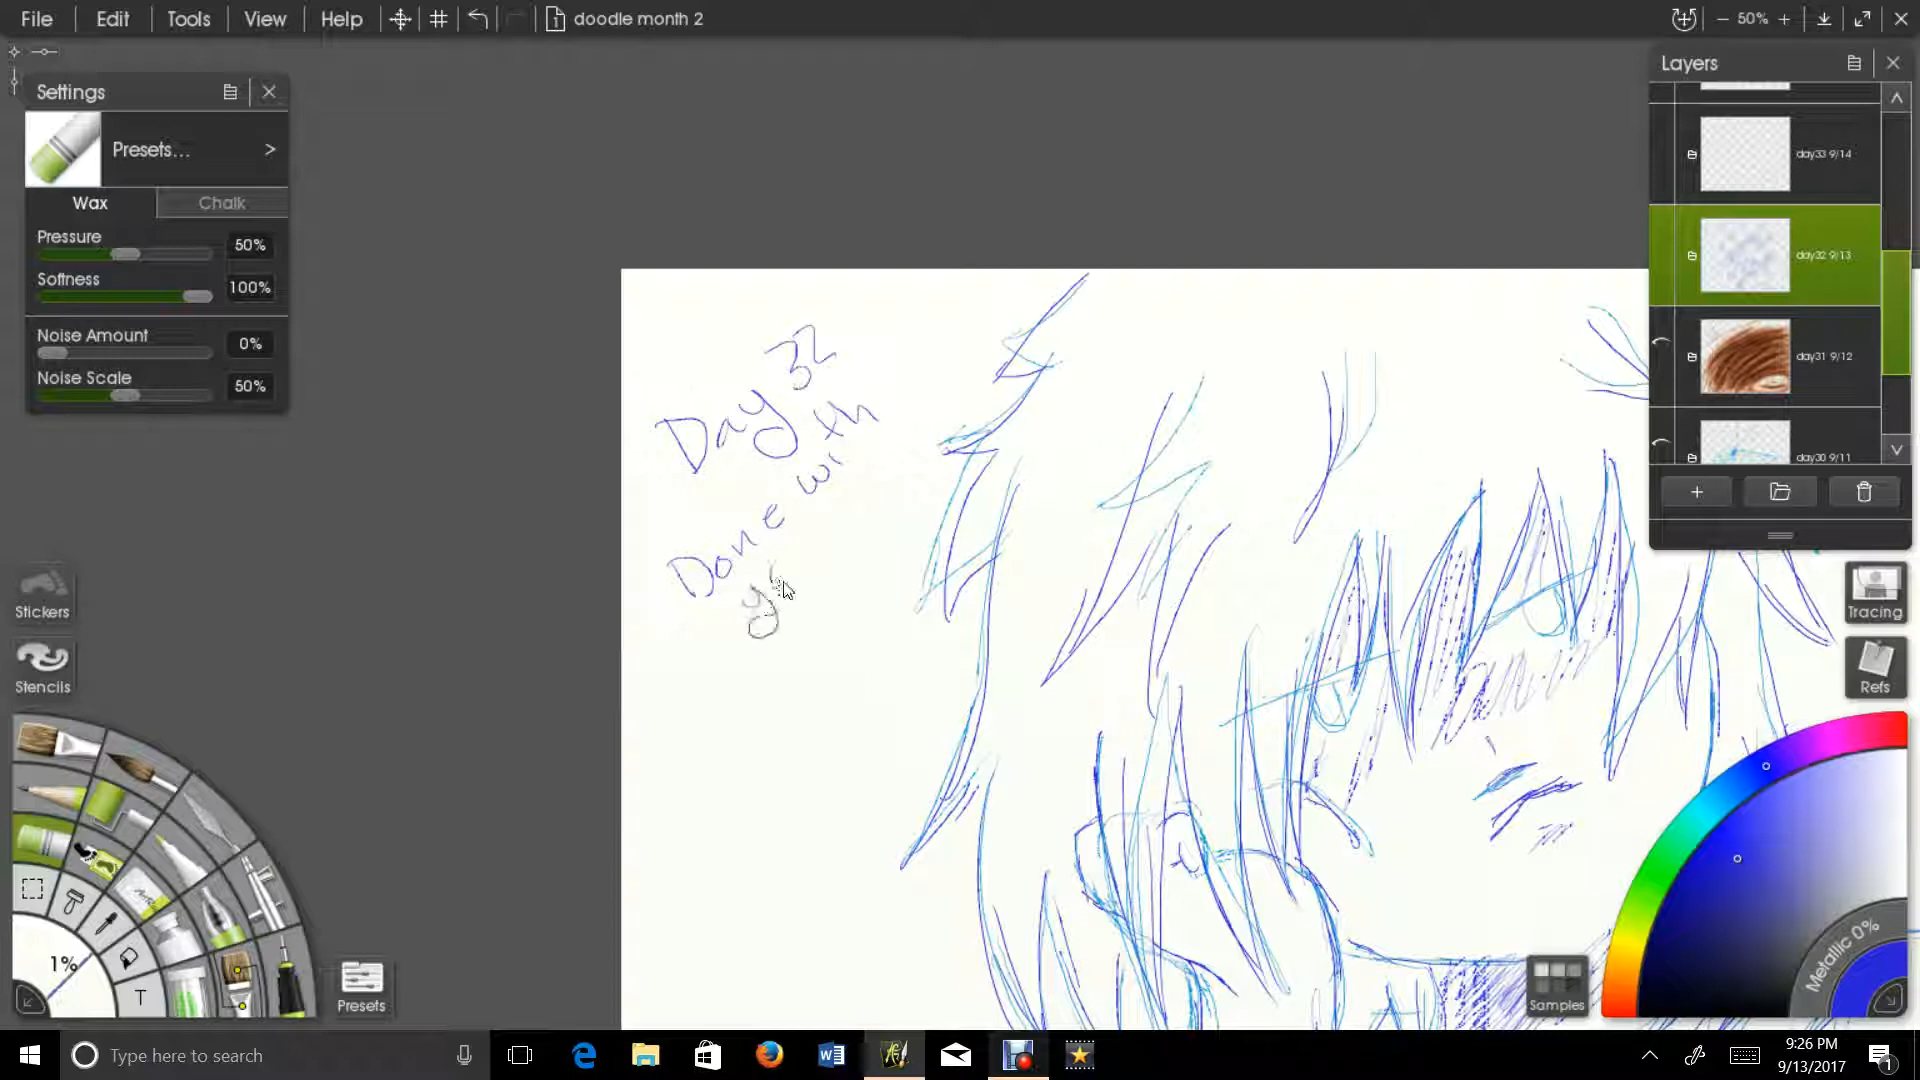 File Edit Tools View Help doodle month 2 50%
Settings
Presets... >
Wax Chalk
Pressure 50%
Softness 100%
Noise Amount 0%
Noise Scale 50%
Layers
day33 9/14
day32 9/13
day31 9/12
day30 9/11
Day 32
Done with
Stickers
Stencils
Tracing
Refs
1%
T
Presets
Samples
Metallic 0%
Type here to search
9:26 PM
9/13/2017
1